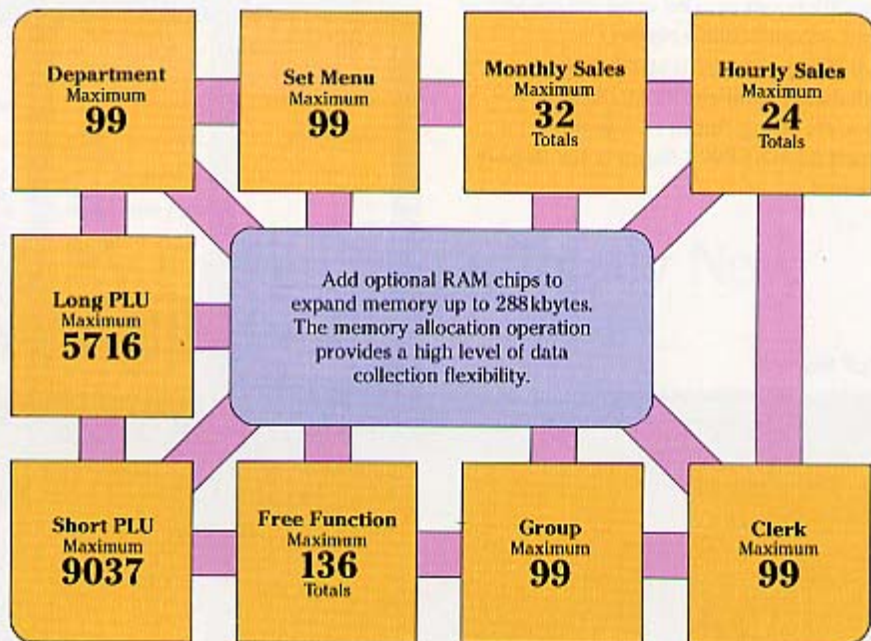 Department
Maximum
99
Set Menu
Maximum
99
Monthly Sales
Maximum
32
Totals
Hourly Sales
Maximum
24
Totals
Long PLU
Maximum
5716
Add optional RAM chips to
expand memory up to 288kbytes.
The memory allocation operation
provides a high level of data
collection flexibility.
Short PLU
Maximum
9037
Free Function
Maximum
136
Totals
Group
Maximum
99
Clerk
Maximum
99